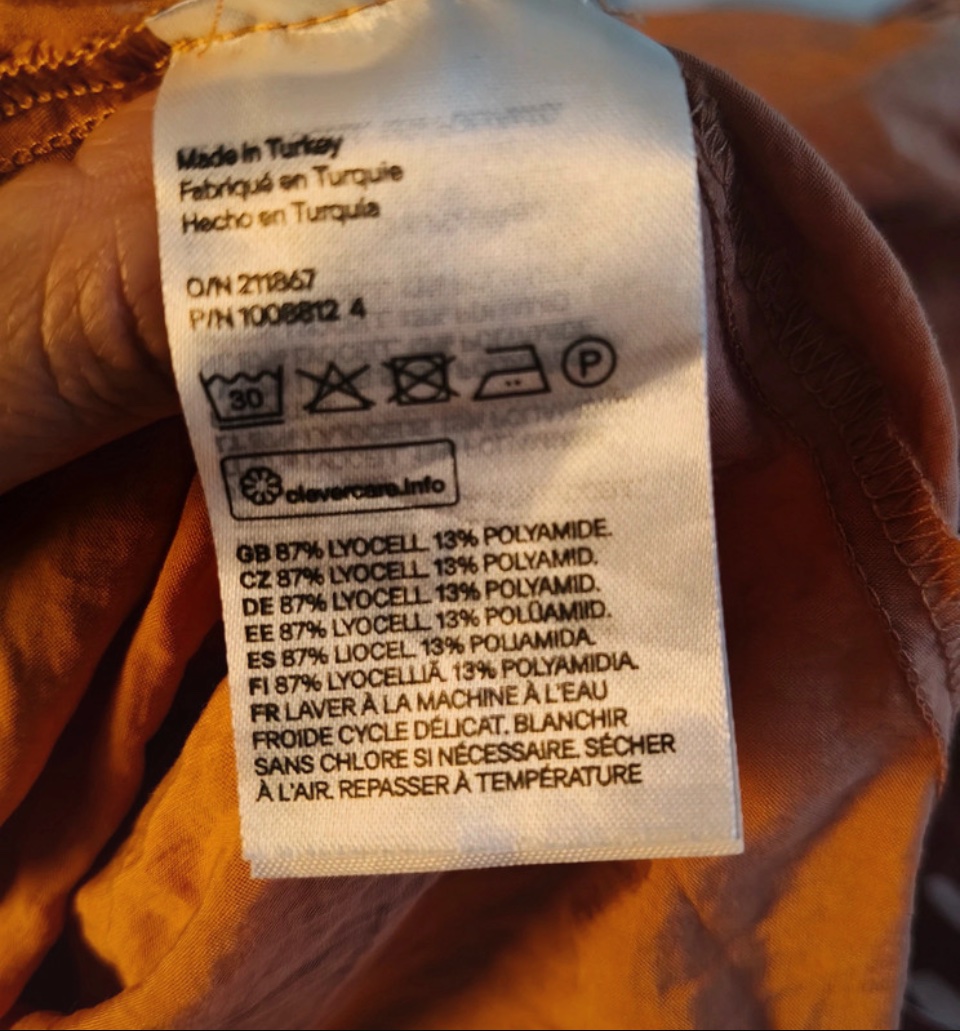 Made in Turkey
Fabriqué en Turquie
Hecho en Turquía
O/N 211867
P/N 1008812 4
30
P
clevercare.info
GB 87% LYOCELL 13% POLYAMIDE.
CZ 87% LYOCELL 13% POLYAMID.
DE 87% LYOCELL 13% POLYAMID.
EE 87% LYOCELL 13% POLÜAMIID.
ES 87% LIOCEL 13% POLIAMIDA.
FI 87% LYOCELLIÄ 13% POLYAMIDIA.
FR LAVER À LA MACHINE À L'EAU
FROIDE CYCLE DÉLICAT. BLANCHIR
SANS CHLORE SI NÉCESSAIRE. SÉCHER
À L'AIR. REPASSER À TEMPÉRATURE